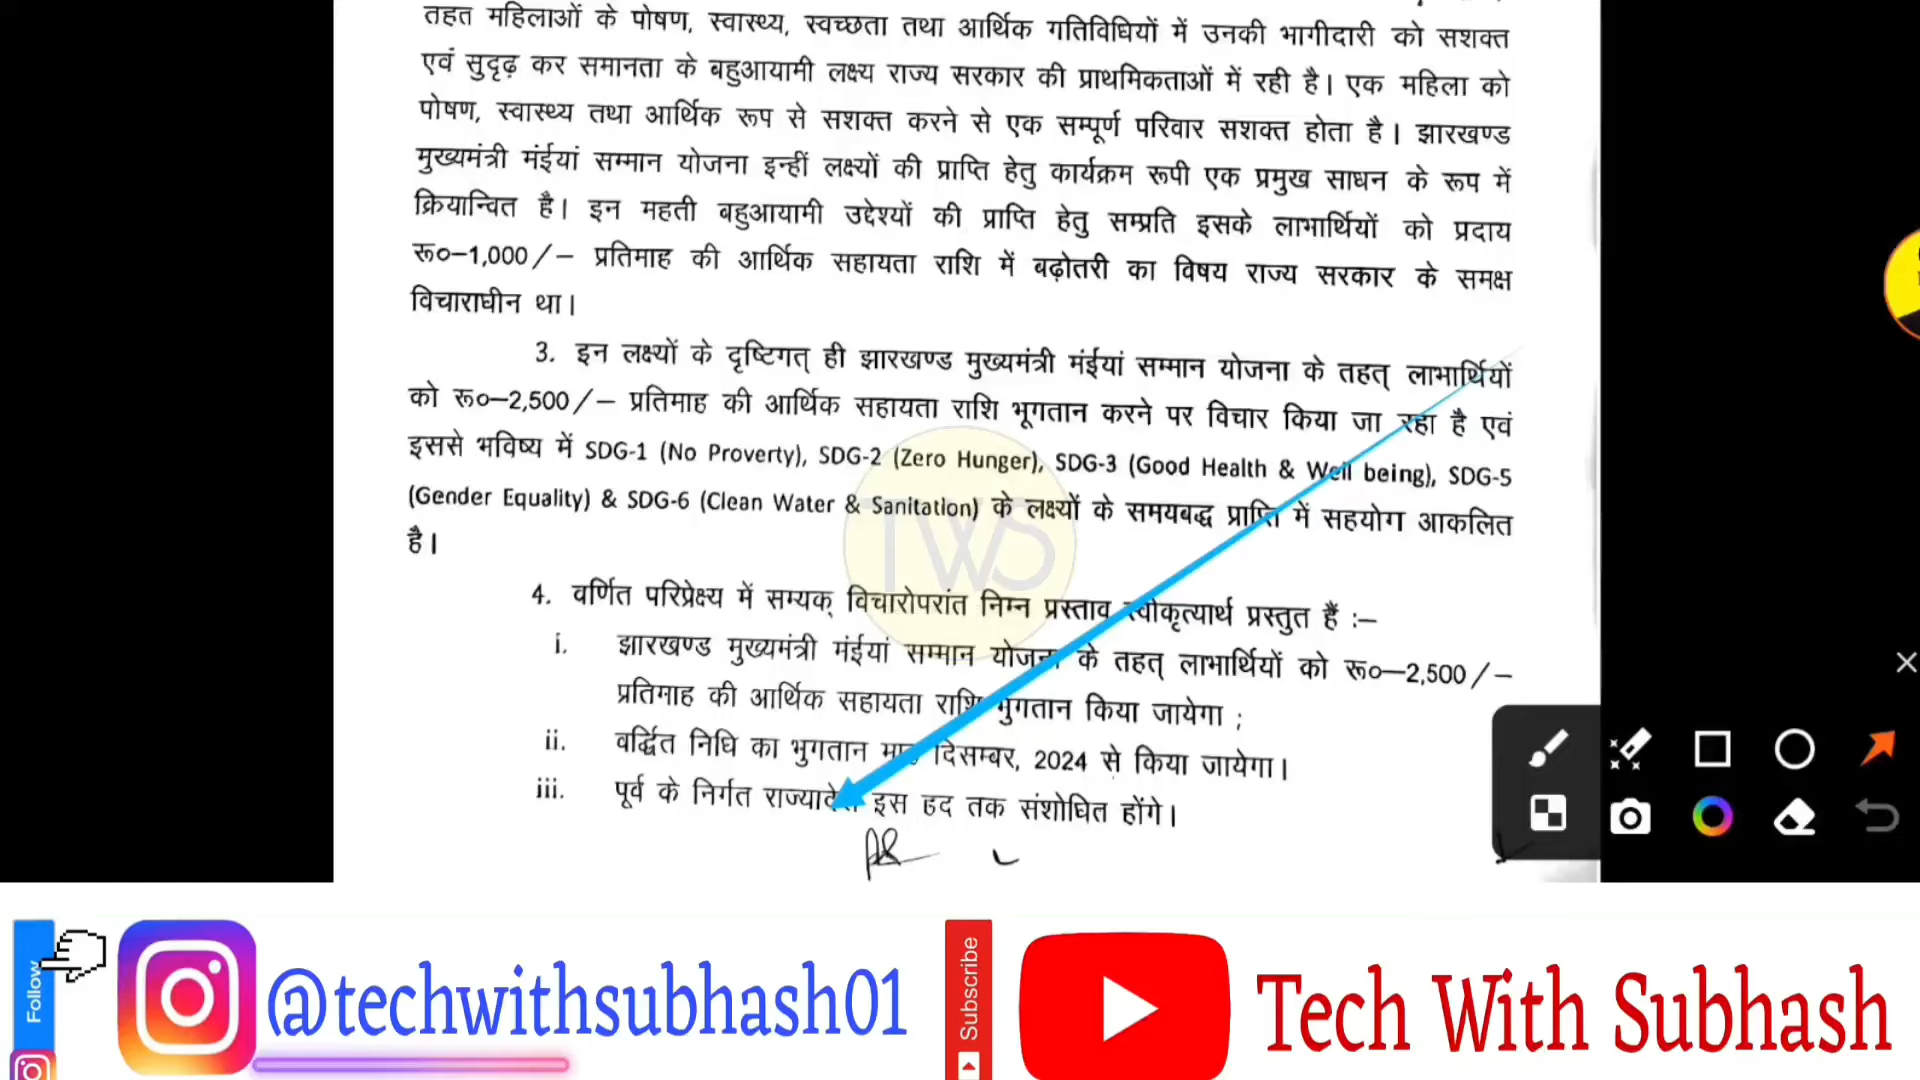 तहत महिलाओं के पोषण, स्वास्थ्य, स्वच्छता तथा आर्थिक गतिविधियों में उनकी भागीदारी को सशक्त
एवं सुदृढ़ कर समानता के बहुआयामी लक्ष्य राज्य सरकार की प्राथमिकताओं में रही है। एक महिला को
पोषण, स्वास्थ्य तथा आर्थिक रूप से सशक्त करने से एक सम्पूर्ण परिवार सशक्त होता है। झारखण्ड
मुख्यमंत्री मंईयां सम्मान योजना इन्हीं लक्ष्यों की प्राप्ति हेतु कार्यक्रम रूपी एक प्रमुख साधन के रूप में
क्रियान्वित है। इन महती बहुआयामी उद्देश्यों की प्राप्ति हेतु सम्प्रति इसके लाभार्थियों को प्रदाय
रू०-1,000/- प्रतिमाह की आर्थिक सहायता राशि में बढ़ोतरी का विषय राज्य सरकार के समक्ष
विचाराधीन था।
3. इन लक्ष्यों के दृष्टिगत् ही झारखण्ड मुख्यमंत्री मंईयां सम्मान योजना के तहत् लाभार्थियों
को रू०-2,500/- प्रतिमाह की आर्थिक सहायता राशि भूगतान करने पर विचार किया जा रहा है एवं
इससे भविष्य में SDG-1 (No Proverty), SDG-2 (Zero Hunger), SDG-3 (Good Health & Well being), SDG-5
(Gender Equality) & SDG-6 (Clean Water & Sanitation) के लक्ष्यों के समयबद्ध प्राप्ति में सहयोग आकलित
है।
TWS
4. वर्णित परिप्रेक्ष्य में सम्यक् विचारोपरांत निम्न प्रस्ताव स्वीकृत्यार्थ प्रस्तुत हैं :-
i. झारखण्ड मुख्यमंत्री मंईयां सम्मान योजना के तहत् लाभार्थियों को रू०-2,500/-
प्रतिमाह की आर्थिक सहायता राशि भुगतान किया जायेगा ;
ii. वर्द्धित निधि का भुगतान माह दिसम्बर, 2024 से किया जायेगा।
iii. पूर्व के निर्गत राज्यादेश इस हद तक संशोधित होंगे।
Follow
@techwithsubhash01
Subscribe
Tech With Subhash